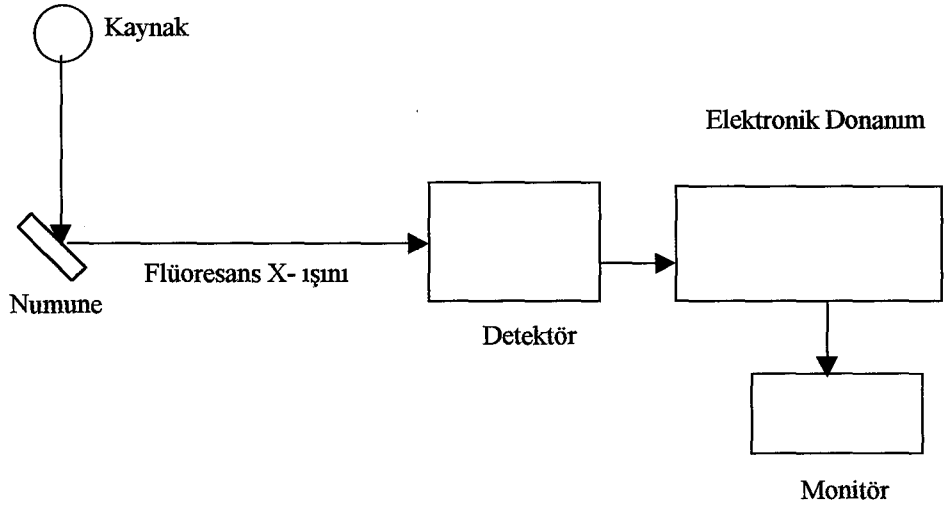 Kaynak
Elektronik Donanım
Flüoresans X- ışını
Numune
Detektör
Monitör